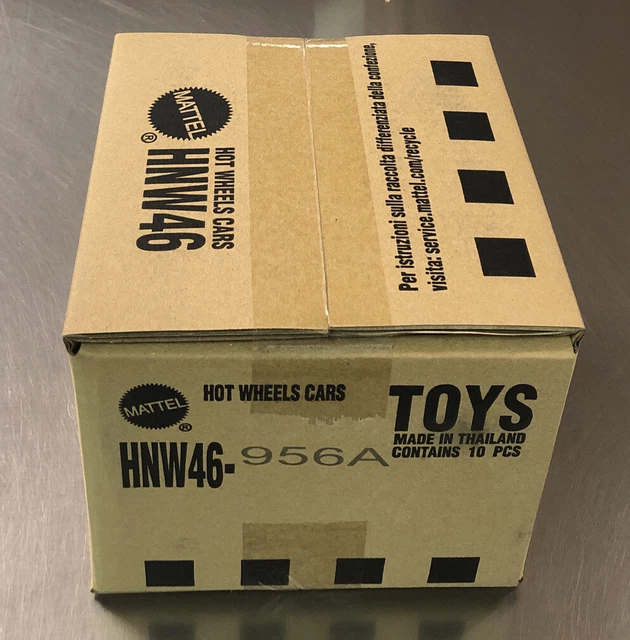 MATTEL
®
HOT WHEELS CARS
HNW46
Per istruzioni sulla raccolta differenziata della confezione,
visita: service.mattel.com/recycle
MATTEL
®
HOT WHEELS CARS
HNW46-956A
TOYS
MADE IN THAILAND
CONTAINS 10 PCS